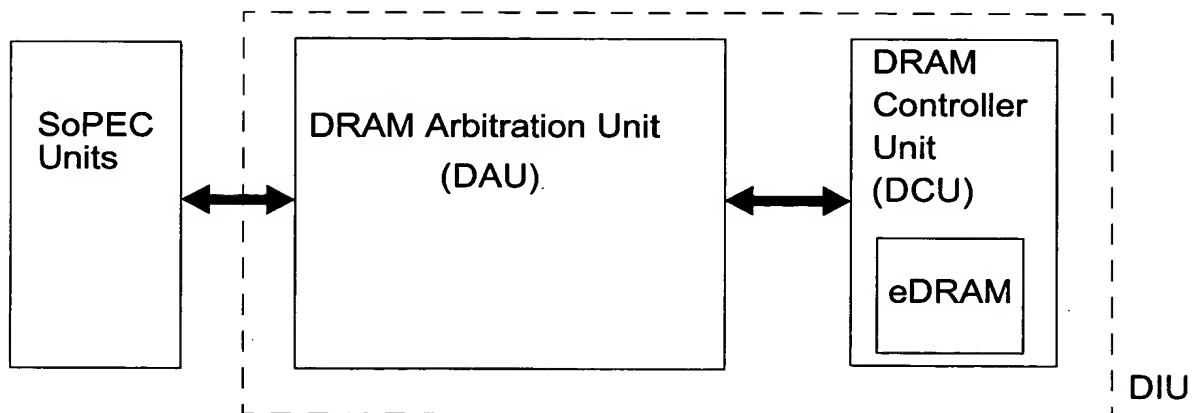 SoPEC
Units
DRAM Arbitration Unit
(DAU)
DRAM
Controller
Unit
(DCU)
eDRAM
DIU